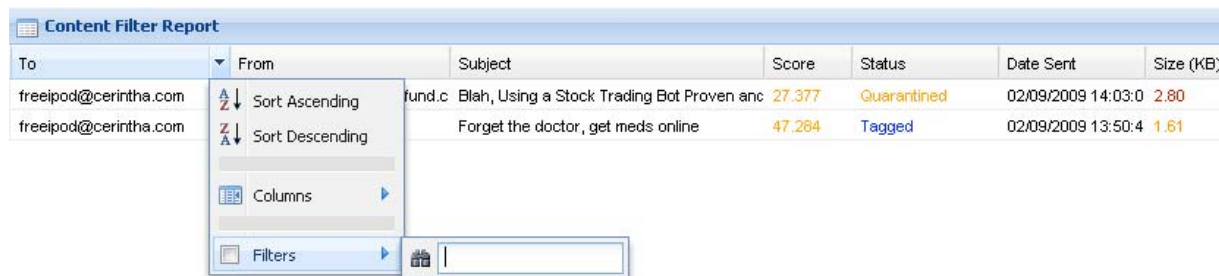 Content Filter Report
To From Subject Score Status Date Sent Size (KB)
freeipod@cerintha.com fund.c Blah, Using a Stock Trading Bot Proven and 27.377 Quarantined 02/09/2009 14:03:0 2.80
freeipod@cerintha.com Forget the doctor, get meds online 47.284 Tagged 02/09/2009 13:50:4 1.61
Sort Ascending
Sort Descending
Columns
Filters